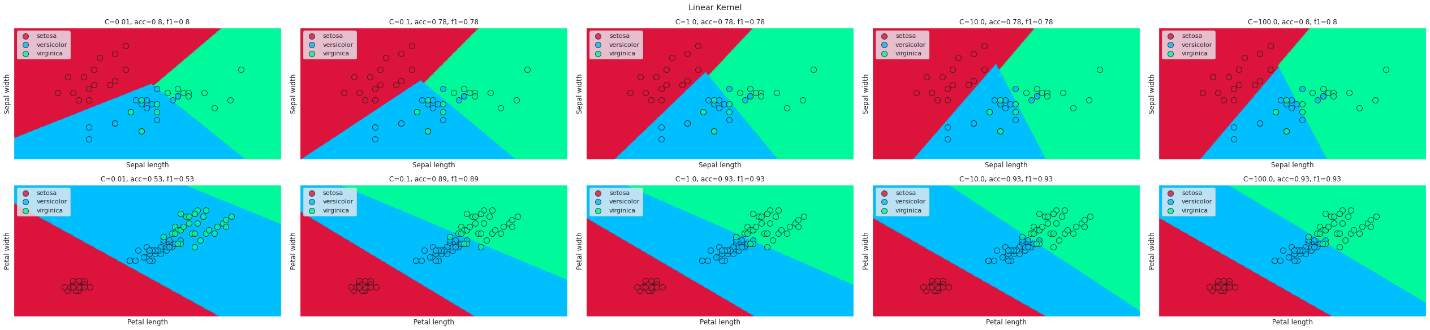 Linear Kernel
C=0.01, acc=0.8, f1=0.8
setosa
versicolor
virginica
Sepal width
Sepal length
C=0.1, acc=0.78, f1=0.78
setosa
versicolor
virginica
Sepal width
Sepal length
C=1.0, acc=0.78, f1=0.78
setosa
versicolor
virginica
Sepal width
Sepal length
C=10.0, acc=0.78, f1=0.78
setosa
versicolor
virginica
Sepal width
Sepal length
C=100.0, acc=0.8, f1=0.8
setosa
versicolor
virginica
Sepal width
Sepal length
C=0.01, acc=0.53, f1=0.53
setosa
versicolor
virginica
Petal width
Petal length
C=0.1, acc=0.89, f1=0.89
setosa
versicolor
virginica
Petal width
Petal length
C=1.0, acc=0.93, f1=0.93
setosa
versicolor
virginica
Petal width
Petal length
C=10.0, acc=0.93, f1=0.93
setosa
versicolor
virginica
Petal width
Petal length
C=100.0, acc=0.93, f1=0.93
setosa
versicolor
virginica
Petal width
Petal length